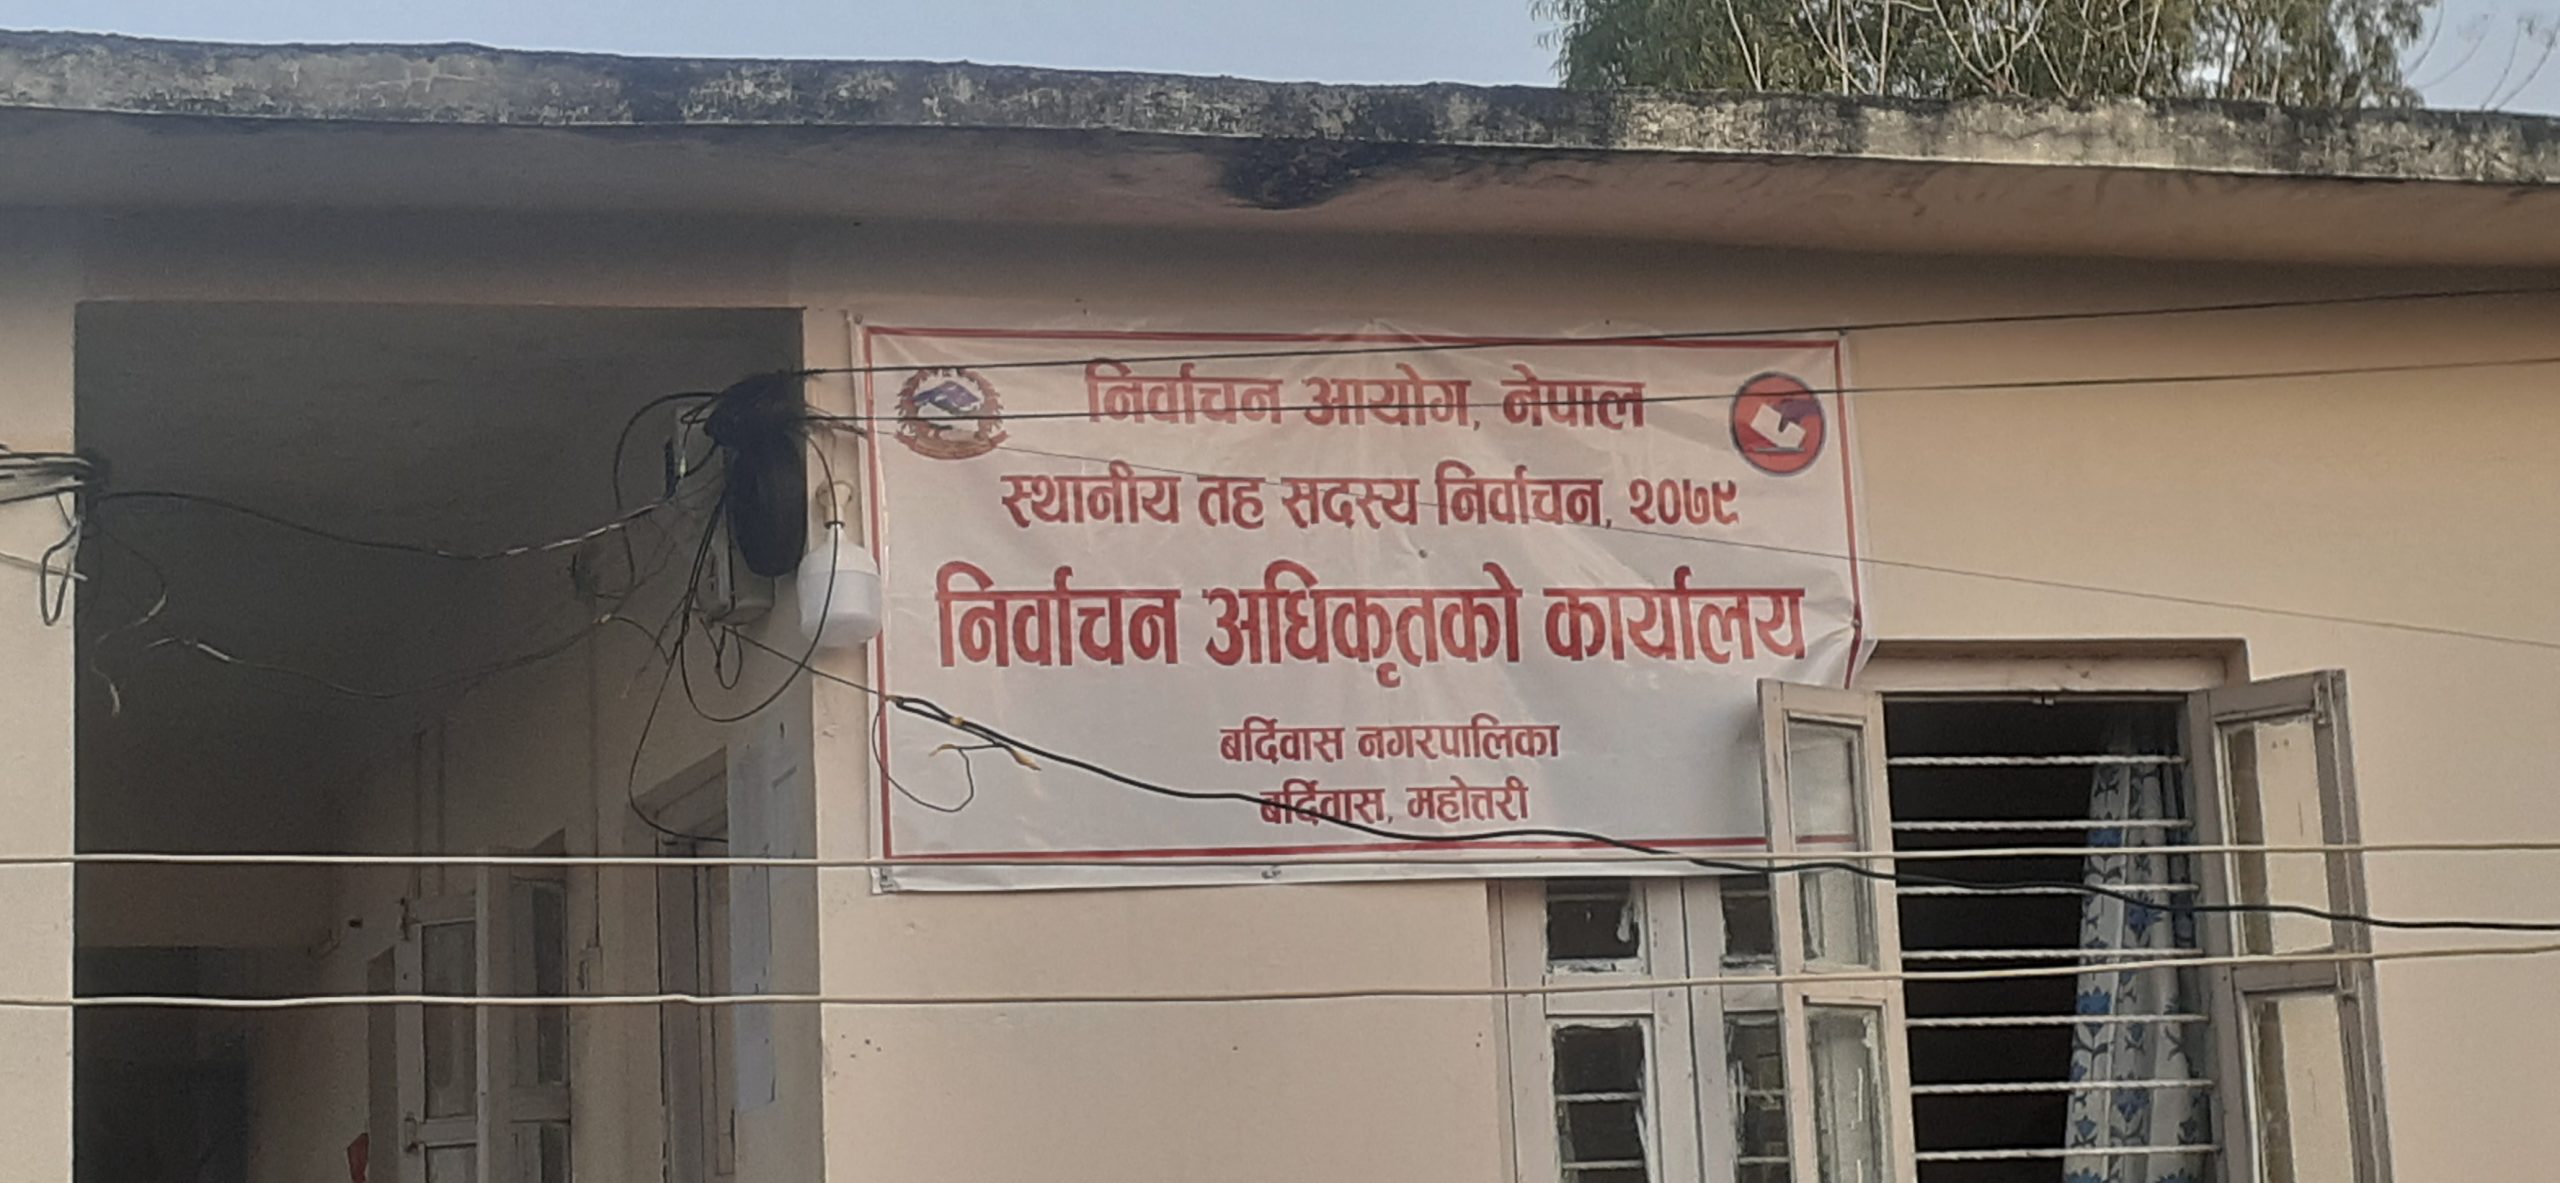 निर्वाचन आयोग, नेपाल
स्थानीय तह सदस्य निर्वाचन, २०७९
निर्वाचन अधिकृतको कार्यालय
बर्दिवास नगरपालिका
बर्दिवास, महोत्तरी